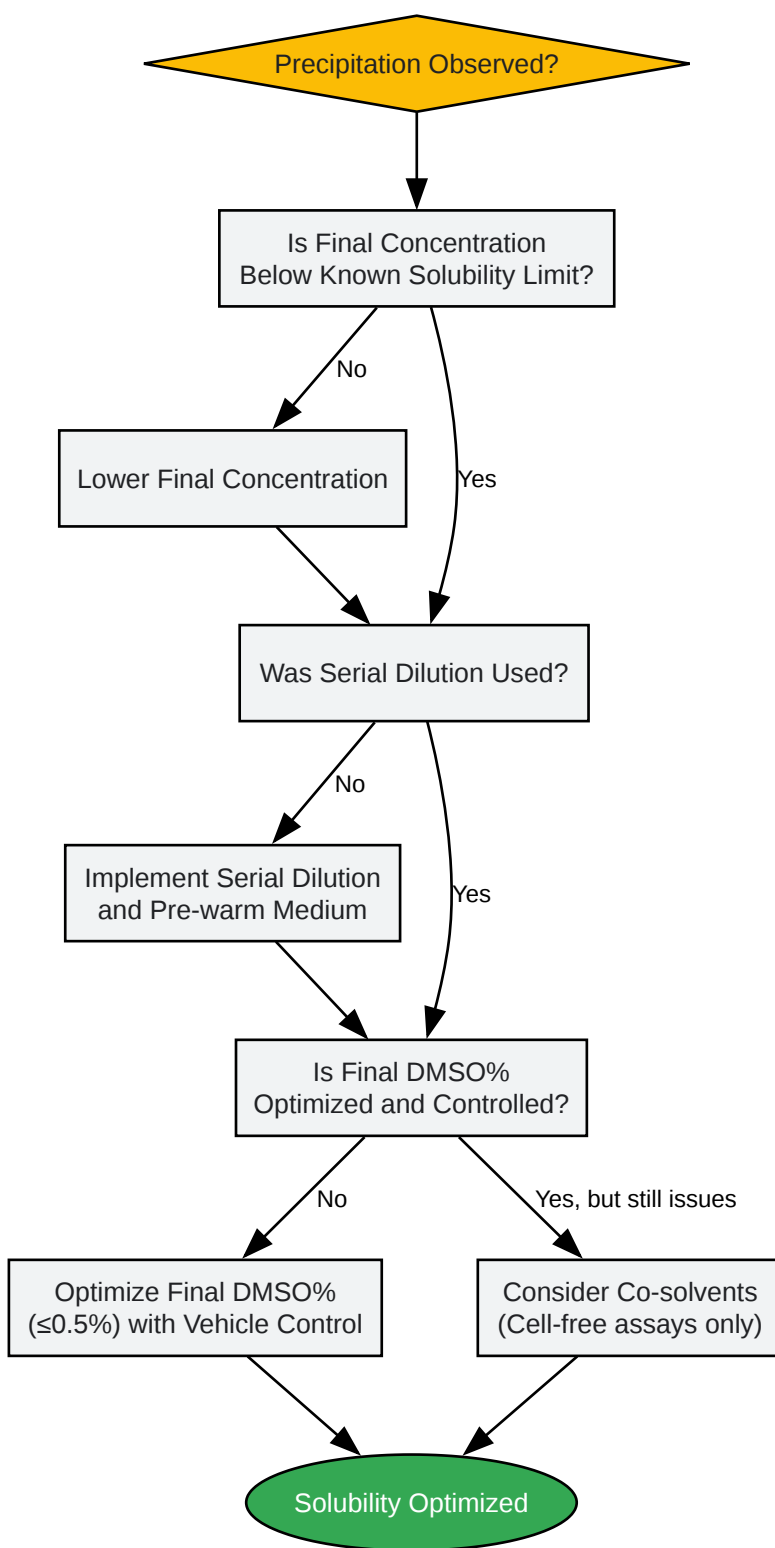 Precipitation Observed?
Is Final Concentration
Below Known Solubility Limit?
No
Lower Final Concentration
Yes
Was Serial Dilution Used?
No
Implement Serial Dilution
and Pre-warm Medium
Yes
Is Final DMSO%
Optimized and Controlled?
No
Yes, but still issues
Optimize Final DMSO%
(≤0.5%) with Vehicle Control
Consider Co-solvents
(Cell-free assays only)
Solubility Optimized